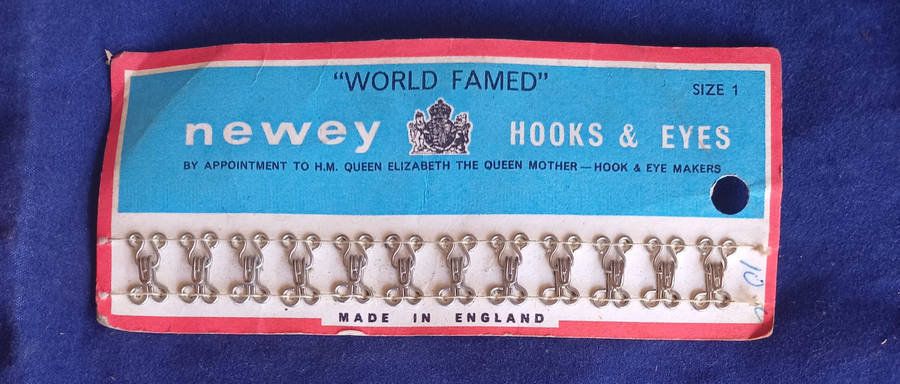 "WORLD FAMED"
SIZE 1
newey HOOKS & EYES
BY APPOINTMENT TO H.M. QUEEN ELIZABETH THE QUEEN MOTHER—HOOK & EYE MAKERS
MADE IN ENGLAND